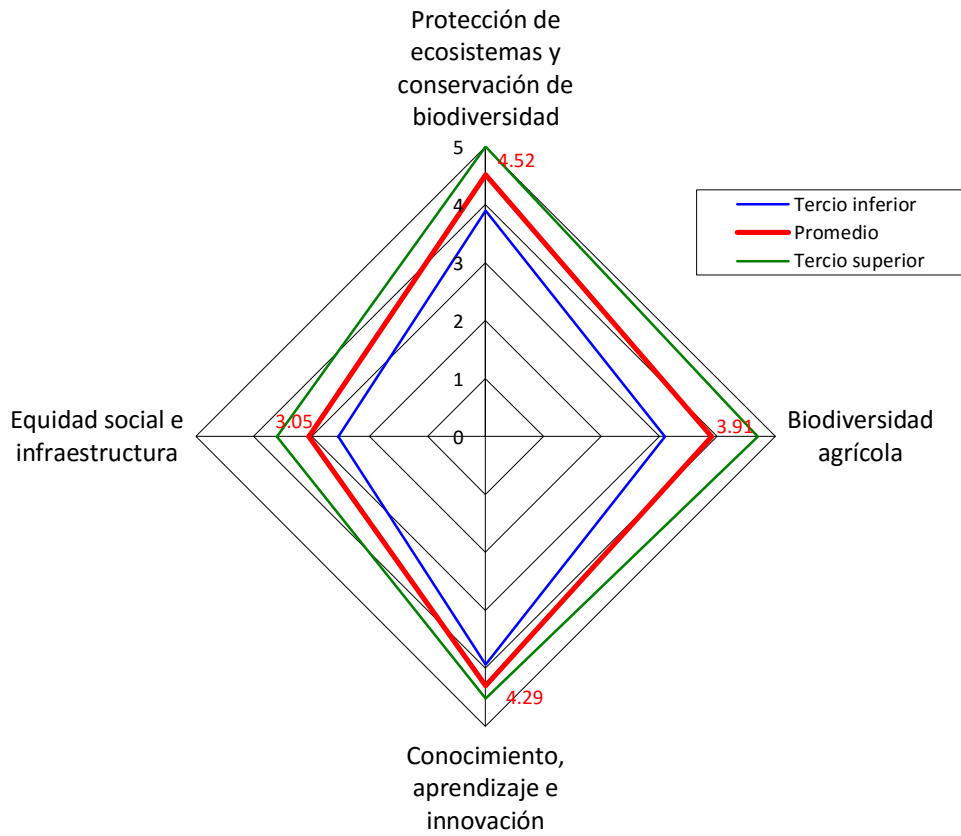 Protección de
ecosistemas y
conservación de
biodiversidad
5
4.52
4
Tercio inferior
Promedio
Tercio superior
3
2
1
Equidad social e
infraestructura
3.05
0
3.91
Biodiversidad
agrícola
4.29
Conocimiento,
aprendizaje e
innovación